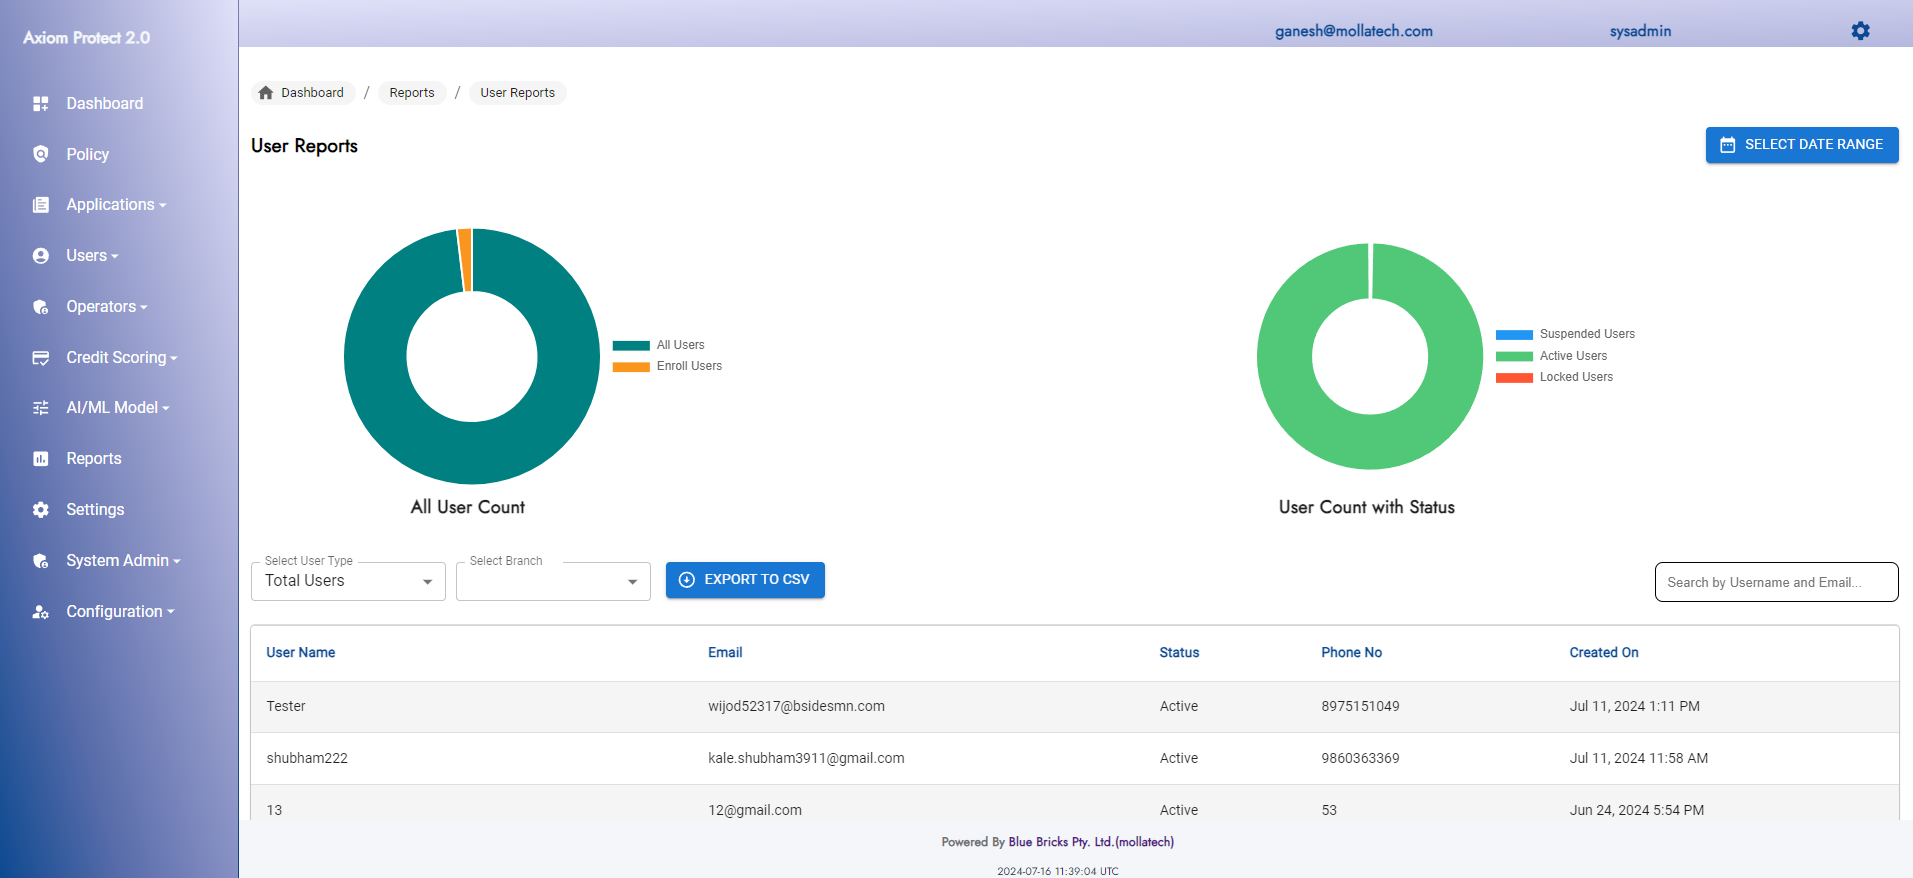 Axiom Protect 2.0
ganesh@mollatech.com
sysadmin
Dashboard
Policy
Applications
Users
Operators
Credit Scoring
AI/ML Model
Reports
Settings
System Admin
Configuration
Dashboard / Reports / User Reports
User Reports
SELECT DATE RANGE
All Users
Enroll Users
All User Count
Suspended Users
Active Users
Locked Users
User Count with Status
Select User Type
Total Users
Select Branch
EXPORT TO CSV
Search by Username and Email...
User Name Email Status Phone No Created On
Tester wijod52317@bsidesmn.com Active 8975151049 Jul 11, 2024 1:11 PM
shubham222 kale.shubham3911@gmail.com Active 9860363369 Jul 11, 2024 11:58 AM
13 12@gmail.com Active 53 Jun 24, 2024 5:54 PM
Powered By Blue Bricks Pty. Ltd.(mollatech)
2024-07-16 11:39:04 UTC